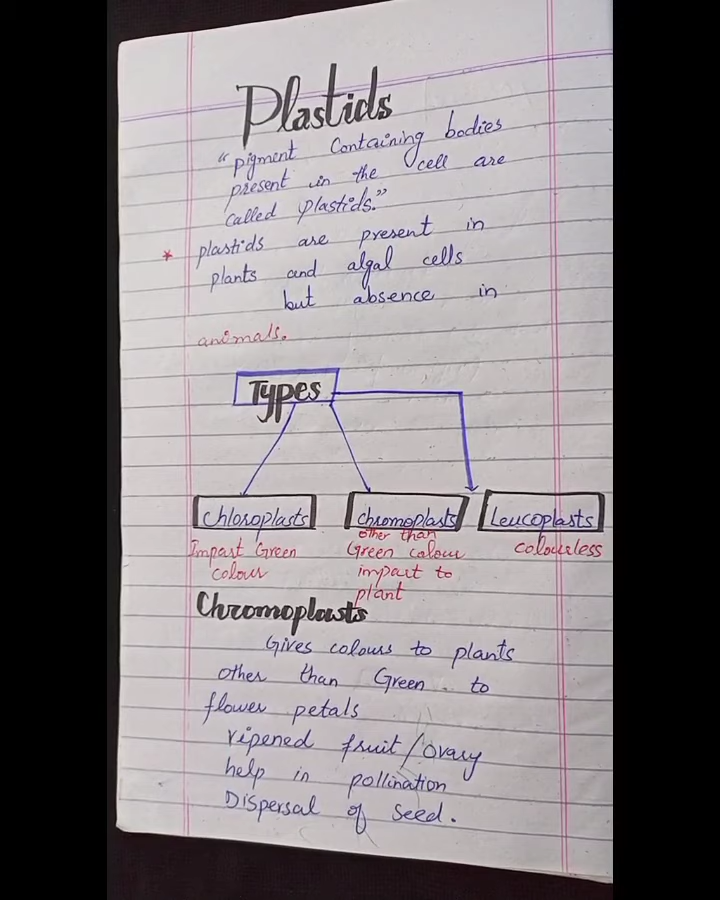 Plastids
"pigment containing bodies
present in the cell are
called plastids."
* plastids are present in
plants and algal cells
but absence in
animals.
Types
Chloroplasts
chromoplasts
Leucoplasts
Impart Green
colour
other than
Green colour
impart to
plant
colourless
Chromoplasts
Gives colours to plants
other than Green. to
flower petals
ripened fruit/ovary
help in pollination
Dispersal of seed.